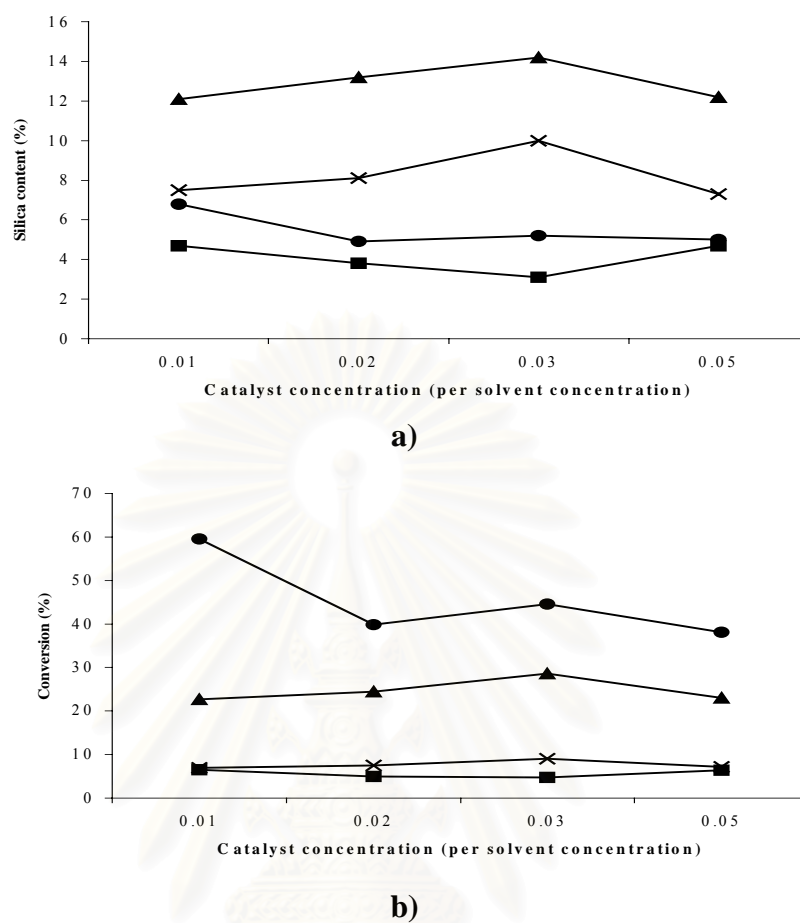 16
14
12
10
8
6
4
2
0
Silica content (%)
0.01 0.02 0.03 0.05
Catalyst concentration (per solvent concentration)
a)
70
60
50
40
30
20
10
0
Conversion (%)
0.01 0.02 0.03 0.05
Catalyst concentration (per solvent concentration)
b)